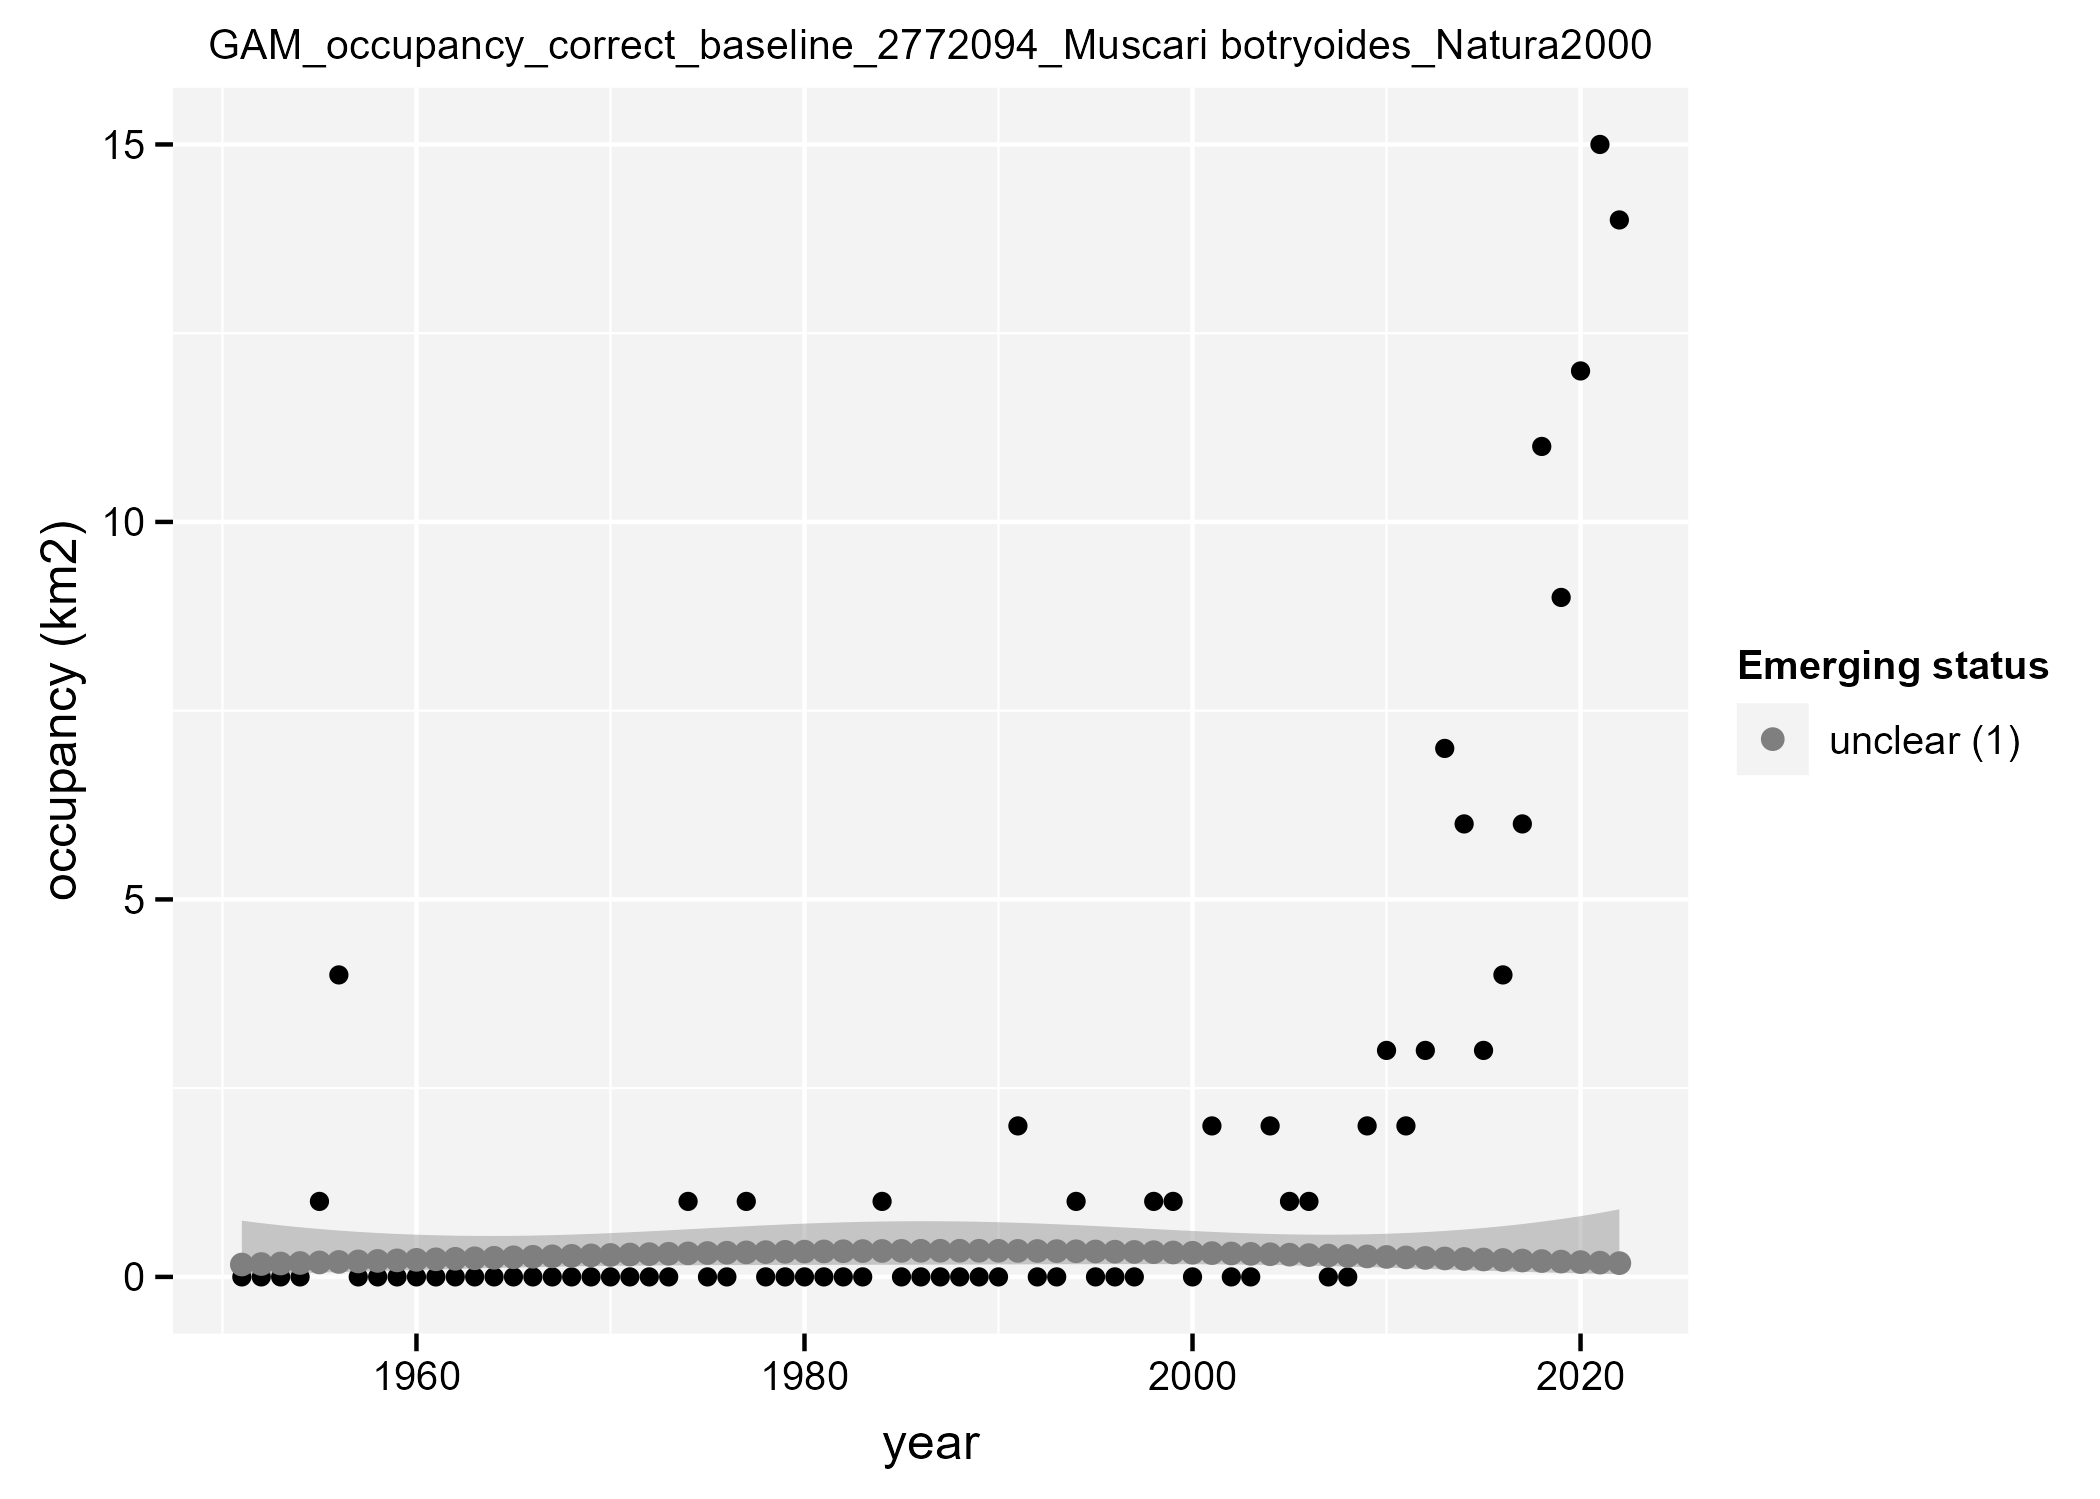 GAM_occupancy_correct_baseline_2772094_Muscari botryoides_Natura2000
15
10
5
0
occupancy (km2)
1960
1980
2000
2020
year
Emerging status
unclear (1)